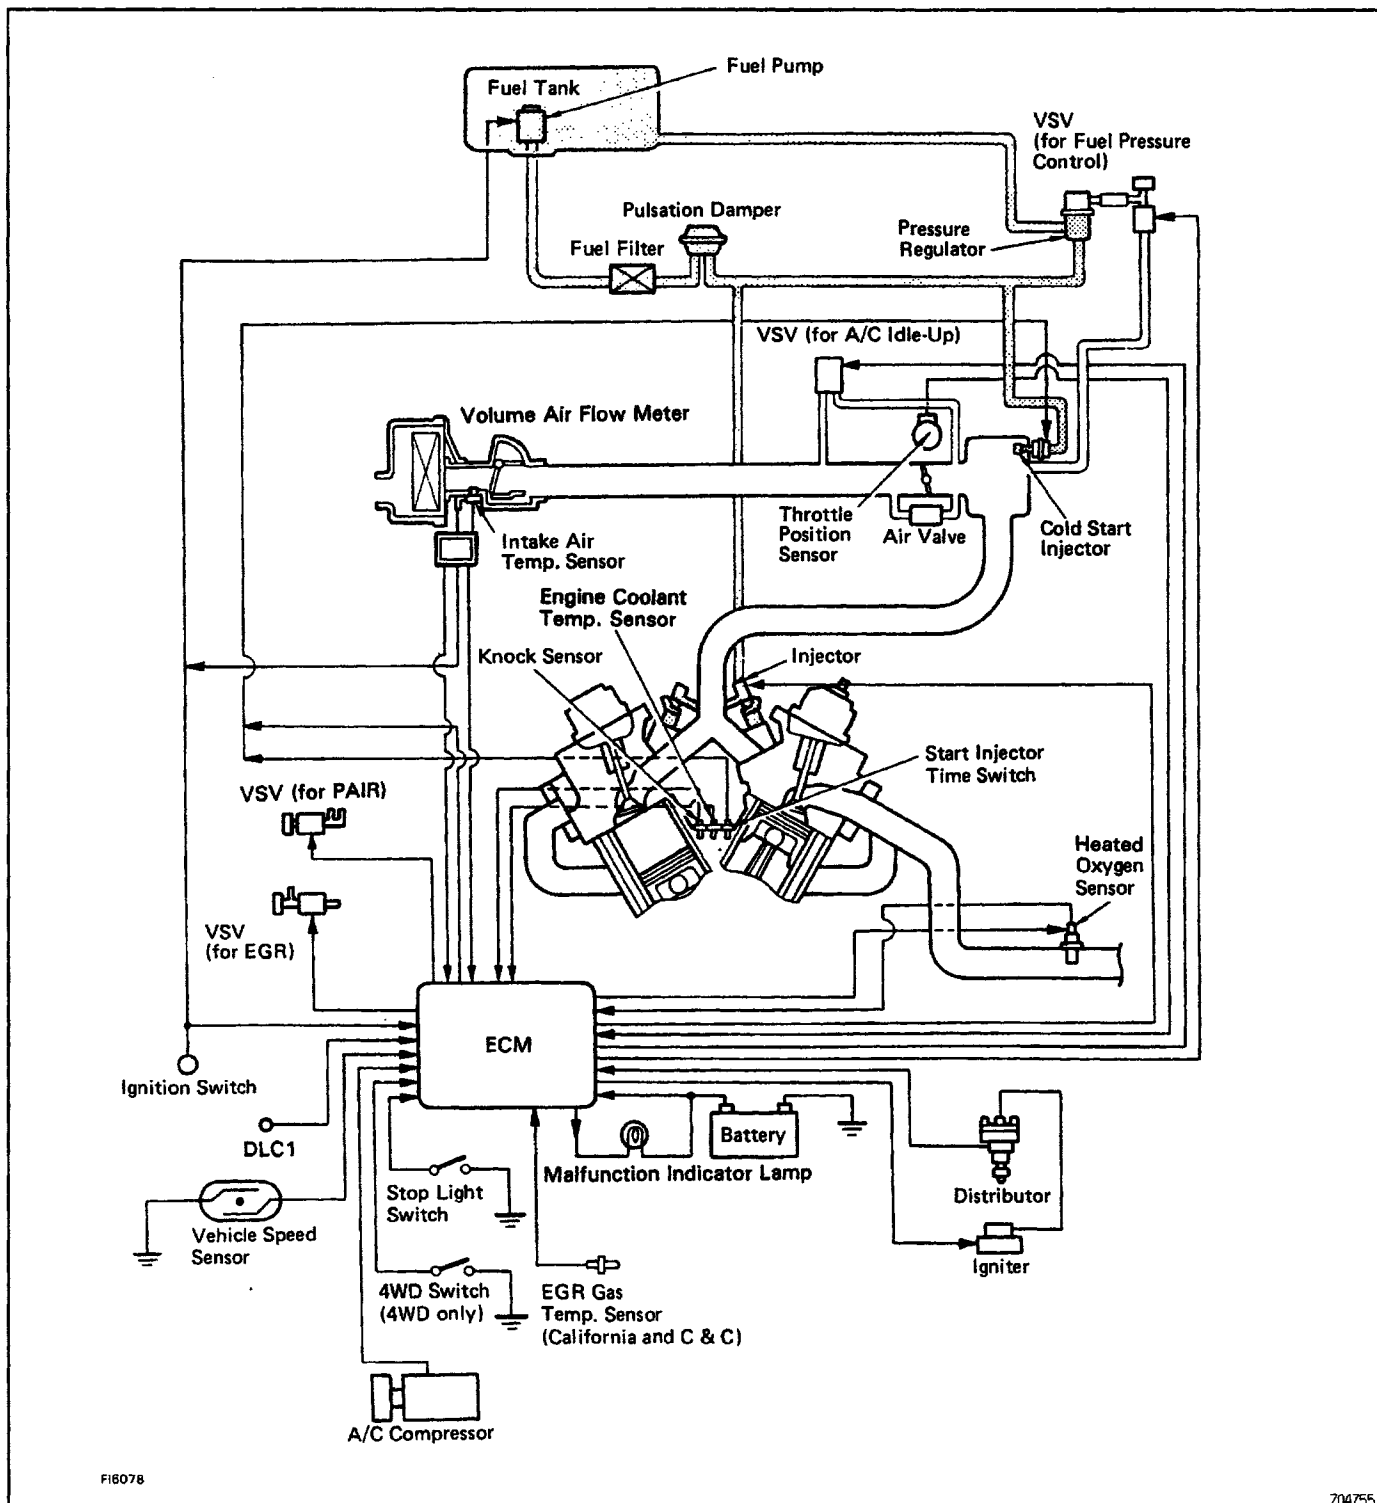 Fuel Pump
Fuel Tank
VSV
(for Fuel Pressure
Control)
Pulsation Damper
Fuel Filter
Pressure
Regulator
VSV (for A/C Idle-Up)
Volume Air Flow Meter
Intake Air
Temp. Sensor
Throttle
Position
Sensor
Air Valve
Cold Start
Injector
Engine Coolant
Temp. Sensor
Knock Sensor
Injector
Start Injector
Time Switch
VSV (for PAIR)
Heated
Oxygen
Sensor
VSV
(for EGR)
ECM
Ignition Switch
DLC1
Battery
Malfunction Indicator Lamp
Stop Light
Switch
Distributor
Vehicle Speed
Sensor
Igniter
4WD Switch
(4WD only)
EGR Gas
Temp. Sensor
(California and C & C)
A/C Compressor
FI6078
704755